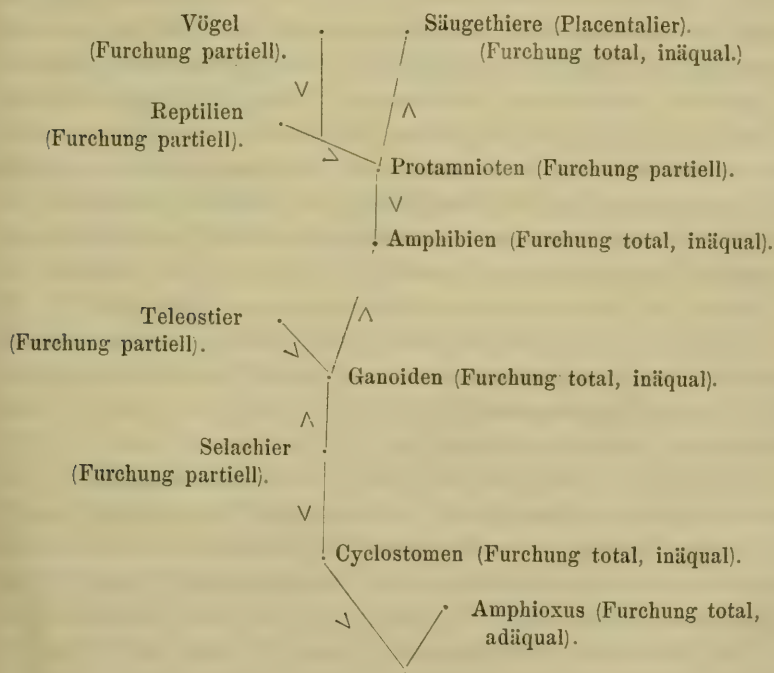 Vögel
(Furchung partiell).
Säugethiere (Placentalier).
(Furchung total, inäqual.)
V
Λ
Reptilien
(Furchung partiell).
V
Protamnioten (Furchung partiell).
V
Amphibien (Furchung total, inäqual).
Teleostier
(Furchung partiell).
Λ
V
Ganoiden (Furchung total, inäqual).
Λ
Selachier
(Furchung partiell).
V
Cyclostomen (Furchung total, inäqual).
V
Amphioxus (Furchung total,
adäqual).